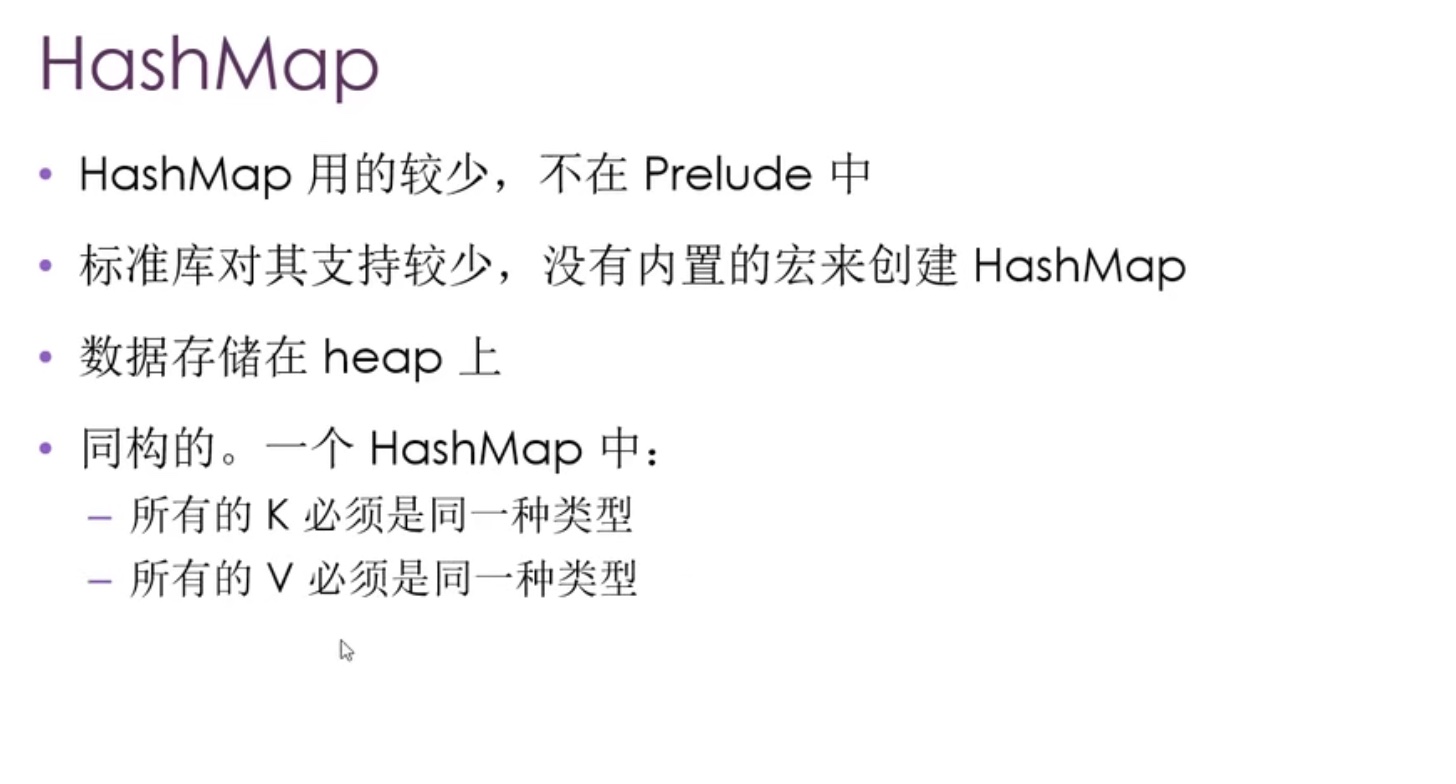 HashMap
• HashMap 用的较少，不在 Prelude 中
• 标准库对其支持较少，没有内置的宏来创建 HashMap
• 数据存储在 heap 上
• 同构的。一个 HashMap 中：
– 所有的 K 必须是同一种类型
– 所有的 V 必须是同一种类型